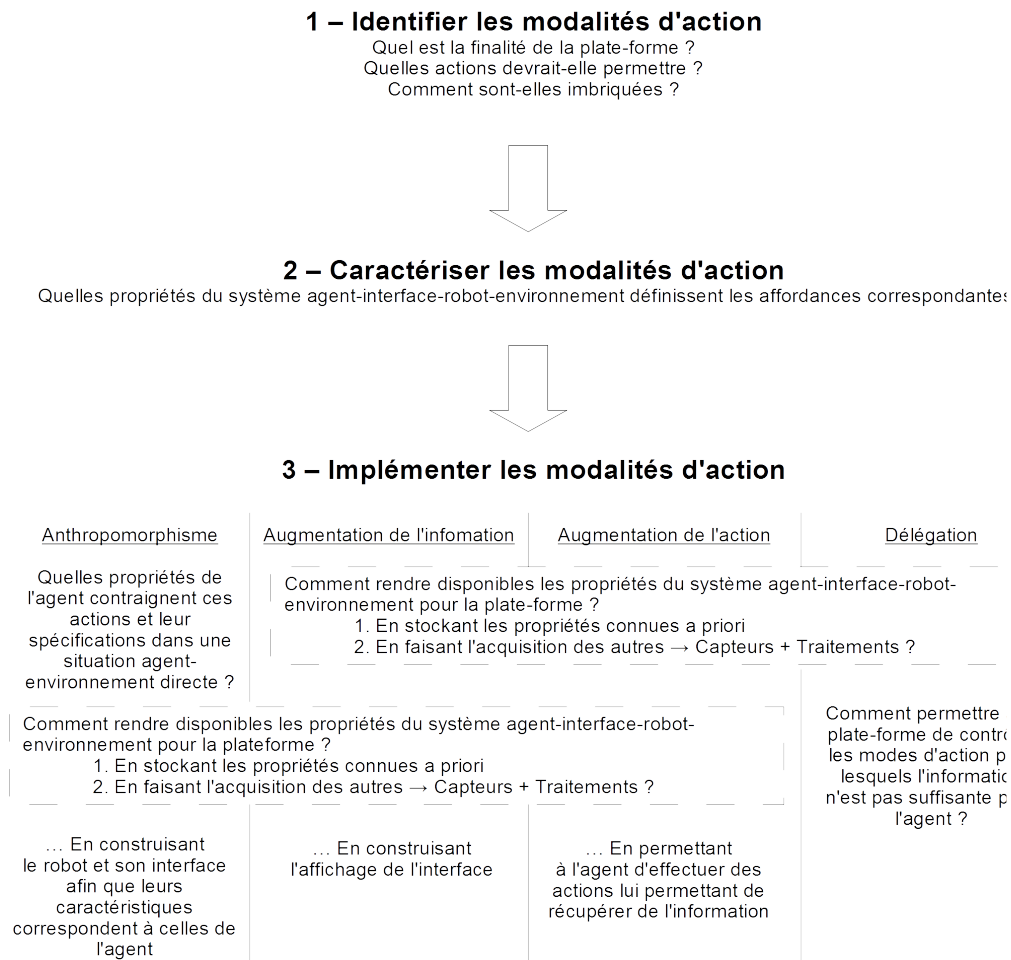 1 – Identifier les modalités d'action
Quel est la finalité de la plate-forme ?
Quelles actions devrait-elle permettre ?
Comment sont-elles imbriquées ?
2 – Caractériser les modalités d'action
Quelles propriétés du système agent-interface-robot-environnement définissent les affordances correspondantes
3 – Implémenter les modalités d'action
Anthropomorphisme
Quelles propriétés de
l'agent contraignent ces
actions et leur
spécifications dans une
situation agent-
environnement directe ?
Augmentation de l'infomation
Augmentation de l'action
Délégation
Comment rendre disponibles les propriétés du système agent-interface-robot-
environnement pour la plate-forme ?
1. En stockant les propriétés connues a priori
2. En faisant l'acquisition des autres → Capteurs + Traitements ?
Comment rendre disponibles les propriétés du système agent-interface-robot-
environnement pour la plateforme ?
1. En stockant les propriétés connues a priori
2. En faisant l'acquisition des autres → Capteurs + Traitements ?
Comment permettre
plate-forme de
les modes d'action
lesquels
n'est pas suffisante
l'agent ?
... En construisant
le robot et son interface
afin que leurs
caractéristiques
correspondent à celles de
l'agent
... En construisant
l'affichage de l'interface
... En permettant
à l'agent d'effectuer des
actions lui permettant de
récupérer de l'information